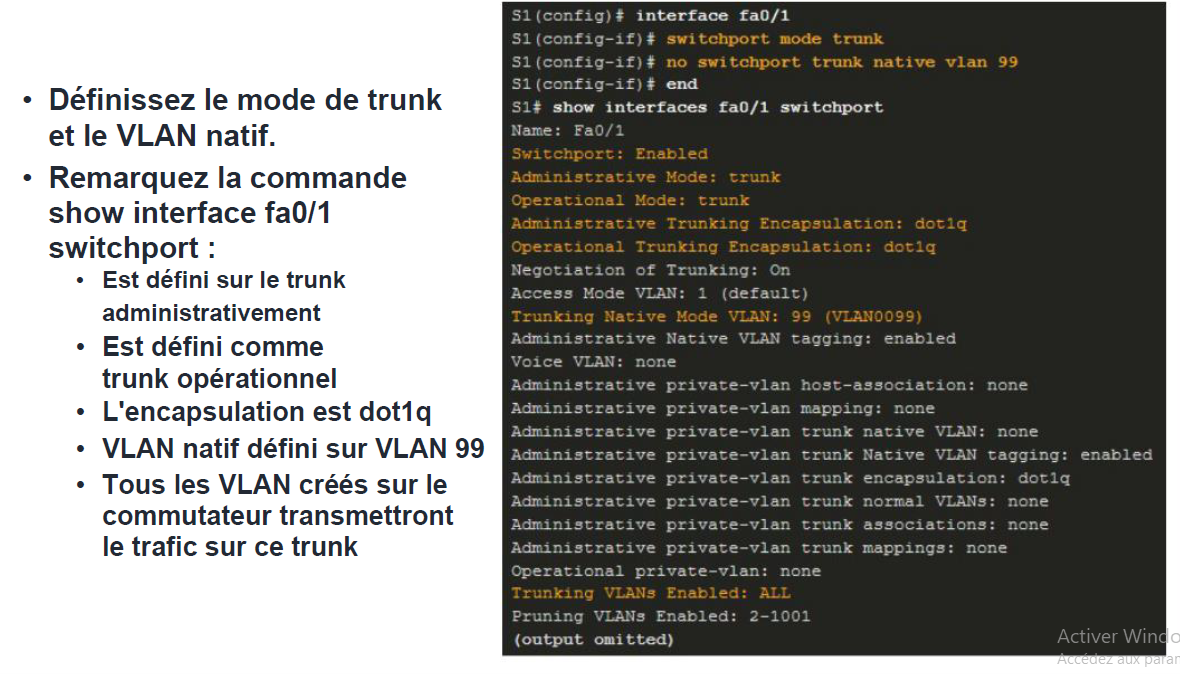 Définissez le mode de trunk
et le VLAN natif.
Remarquez la commande
show interface fa0/1
switchport :
Est défini sur le trunk
administrativement
Est défini comme
trunk opérationnel
L'encapsulation est dot1q
VLAN natif défini sur VLAN 99
Tous les VLAN créés sur le
commutateur transmettront
le trafic sur ce trunk
S1(config)# interface fa0/1
S1(config-if)# switchport mode trunk
S1(config-if)# no switchport trunk native vlan 99
S1(config-if)# end
S1# show interfaces fa0/1 switchport
Name: Fa0/1
Switchport: Enabled
Administrative Mode: trunk
Operational Mode: trunk
Administrative Trunking Encapsulation: dot1q
Operational Trunking Encapsulation: dot1q
Negotiation of Trunking: On
Access Mode VLAN: 1 (default)
Trunking Native Mode VLAN: 99 (VLAN0099)
Administrative Native VLAN tagging: enabled
Voice VLAN: none
Administrative private-vlan host-association: none
Administrative private-vlan mapping: none
Administrative private-vlan trunk native VLAN: none
Administrative private-vlan trunk Native VLAN tagging: enabled
Administrative private-vlan trunk encapsulation: dot1q
Administrative private-vlan trunk normal VLANs: none
Administrative private-vlan trunk associations: none
Administrative private-vlan trunk mappings: none
Operational private-vlan: none
Trunking VLANs Enabled: ALL
Pruning VLANs Enabled: 2-1001
(output omitted)
Activer Windo
Accédez aux parar